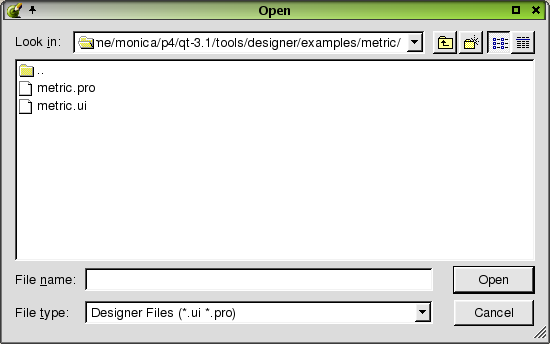 Open
Look in: me/monica/p4/qt-3.1/tools/designer/examples/metric/
..
metric.pro
metric.ui
File name: Open
File type: Designer Files (*.ui *.pro) Cancel